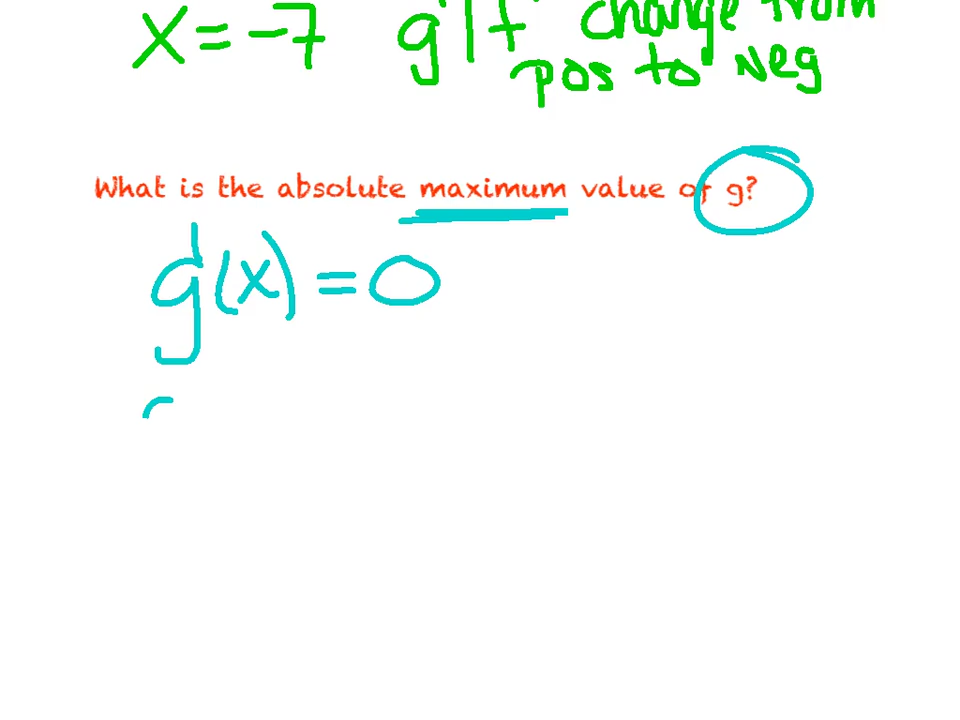 x = -7 g'/f change from
pos to neg
What is the absolute maximum value of g?
g'(x) = 0